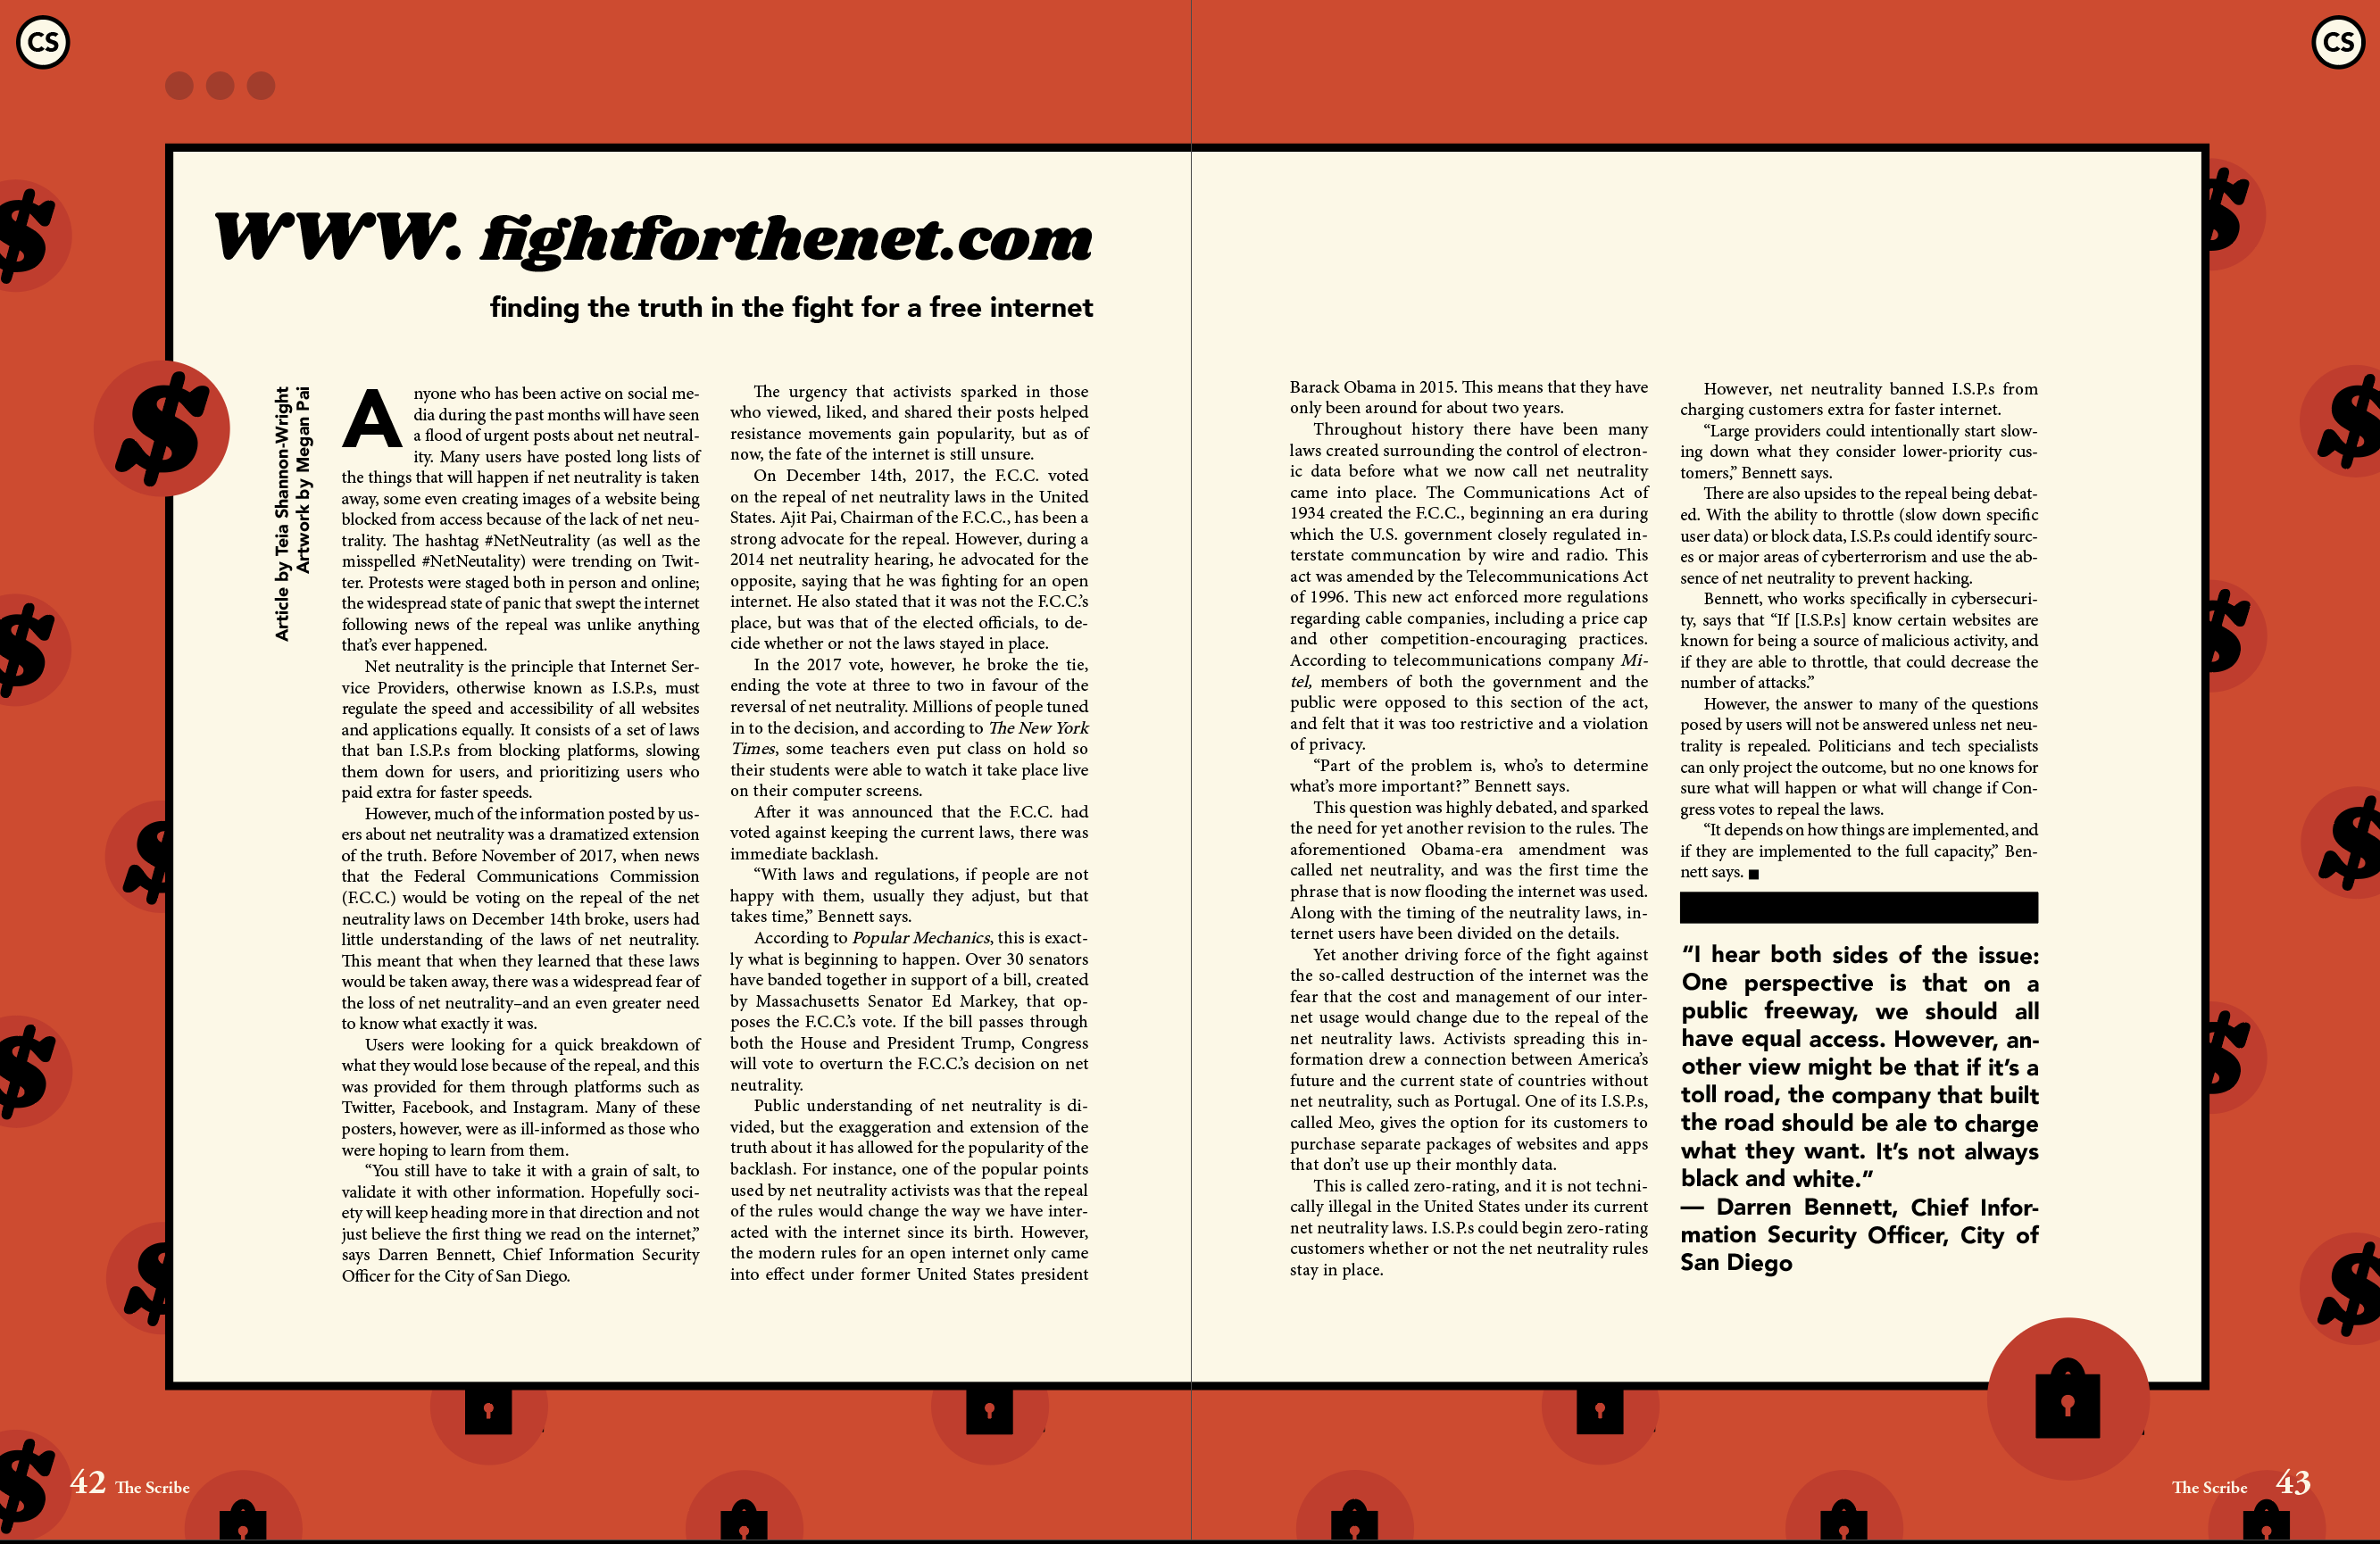 CS
CS
www. fightforthenet.com
finding the truth in the fight for a free internet
Article by Teia Shannon-Wright
Artwork by Megan Pai
Anyone who has been active on social me-
dia during the past months will have seen
a flood of urgent posts about net neutral-
ity. Many users have posted long lists of
the things that will happen if net neutrality is taken
away, some even creating images of a website being
blocked from access because of the lack of net neu-
trality. The hashtag #NetNeutrality (as well as the
misspelled #NetNeutality) were trending on Twit-
ter. Protests were staged both in person and online;
the widespread state of panic that swept the internet
following news of the repeal was unlike anything
that’s ever happened.
Net neutrality is the principle that Internet Ser-
vice Providers, otherwise known as I.S.P.s, must
regulate the speed and accessibility of all websites
and applications equally. It consists of a set of laws
that ban I.S.P.s from blocking platforms, slowing
them down for users, and prioritizing users who
paid extra for faster speeds.
However, much of the information posted by us-
ers about net neutrality was a dramatized extension
of the truth. Before November of 2017, when news
that the Federal Communications Commission
(F.C.C.) would be voting on the repeal of the net
neutrality laws on December 14th broke, users had
little understanding of the laws of net neutrality.
This meant that when they learned that these laws
would be taken away, there was a widespread fear of
the loss of net neutrality–and an even greater need
to know what exactly it was.
Users were looking for a quick breakdown of
what they would lose because of the repeal, and this
was provided for them through platforms such as
Twitter, Facebook, and Instagram. Many of these
posters, however, were as ill-informed as those who
were hoping to learn from them.
“You still have to take it with a grain of salt, to
validate it with other information. Hopefully soci-
ety will keep heading more in that direction and not
just believe the first thing we read on the internet,”
says Darren Bennett, Chief Information Security
Officer for the City of San Diego.
The urgency that activists sparked in those
who viewed, liked, and shared their posts helped
resistance movements gain popularity, but as of
now, the fate of the internet is still unsure.
On December 14th, 2017, the F.C.C. voted
on the repeal of net neutrality laws in the United
States. Ajit Pai, Chairman of the F.C.C., has been a
strong advocate for the repeal. However, during a
2014 net neutrality hearing, he advocated for the
opposite, saying that he was fighting for an open
internet. He also stated that it was not the F.C.C.’s
place, but was that of the elected officials, to de-
cide whether or not the laws stayed in place.
In the 2017 vote, however, he broke the tie,
ending the vote at three to two in favour of the
reversal of net neutrality. Millions of people tuned
in to the decision, and according to The New York
Times, some teachers even put class on hold so
their students were able to watch it take place live
on their computer screens.
After it was announced that the F.C.C. had
voted against keeping the current laws, there was
immediate backlash.
“With laws and regulations, if people are not
happy with them, usually they adjust, but that
takes time,” Bennett says.
According to Popular Mechanics, this is exact-
ly what is beginning to happen. Over 30 senators
have banded together in support of a bill, created
by Massachusetts Senator Ed Markey, that op-
poses the F.C.C.’s vote. If the bill passes through
both the House and President Trump, Congress
will vote to overturn the F.C.C.’s decision on net
neutrality.
Public understanding of net neutrality is di-
vided, but the exaggeration and extension of the
truth about it has allowed for the popularity of the
backlash. For instance, one of the popular points
used by net neutrality activists was that the repeal
of the rules would change the way we have inter-
acted with the internet since its birth. However,
the modern rules for an open internet only came
into effect under former United States president
Barack Obama in 2015. This means that they have
only been around for about two years.
Throughout history there have been many
laws created surrounding the control of electron-
ic data before what we now call net neutrality
came into place. The Communications Act of
1934 created the F.C.C., beginning an era during
which the U.S. government closely regulated in-
terstate communcation by wire and radio. This
act was amended by the Telecommunications Act
of 1996. This new act enforced more regulations
regarding cable companies, including a price cap
and other competition-encouraging practices.
According to telecommunications company Mi-
tel, members of both the government and the
public were opposed to this section of the act,
and felt that it was too restrictive and a violation
of privacy.
“Part of the problem is, who’s to determine
what’s more important?” Bennett says.
This question was highly debated, and sparked
the need for yet another revision to the rules. The
aforementioned Obama-era amendment was
called net neutrality, and was the first time the
phrase that is now flooding the internet was used.
Along with the timing of the neutrality laws, in-
ternet users have been divided on the details.
Yet another driving force of the fight against
the so-called destruction of the internet was the
fear that the cost and management of our inter-
net usage would change due to the repeal of the
net neutrality laws. Activists spreading this in-
formation drew a connection between America’s
future and the current state of countries without
net neutrality, such as Portugal. One of its I.S.P.s,
called Meo, gives the option for its customers to
purchase separate packages of websites and apps
that don’t use up their monthly data.
This is called zero-rating, and it is not techni-
cally illegal in the United States under its current
net neutrality laws. I.S.P.s could begin zero-rating
customers whether or not the net neutrality rules
stay in place.
However, net neutrality banned I.S.P.s from
charging customers extra for faster internet.
“Large providers could intentionally start slow-
ing down what they consider lower-priority cus-
tomers,” Bennett says.
There are also upsides to the repeal being debat-
ed. With the ability to throttle (slow down specific
user data) or block data, I.S.P.s could identify sourc-
es or major areas of cyberterrorism and use the ab-
sence of net neutrality to prevent hacking.
Bennett, who works specifically in cybersecuri-
ty, says that “If [I.S.P.s] know certain websites are
known for being a source of malicious activity, and
if they are able to throttle, that could decrease the
number of attacks.”
However, the answer to many of the questions
posed by users will not be answered unless net neu-
trality is repealed. Politicians and tech specialists
can only project the outcome, but no one knows for
sure what will happen or what will change if Con-
gress votes to repeal the laws.
“It depends on how things are implemented, and
if they are implemented to the full capacity,” Ben-
nett says. ■
“I hear both sides of the issue:
One perspective is that on a
public freeway, we should all
have equal access. However, an-
other view might be that if it’s a
toll road, the company that built
the road should be ale to charge
what they want. It’s not always
black and white.”
— Darren Bennett, Chief Infor-
mation Security Officer, City of
San Diego
42 The Scribe
The Scribe 43